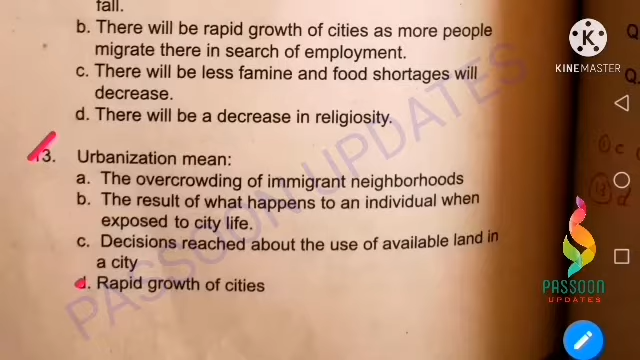 fall.
b. There will be rapid growth of cities as more people
migrate there in search of employment.
c. There will be less famine and food shortages will
decrease.
d. There will be a decrease in religiosity.
13. Urbanization mean:
a. The overcrowding of immigrant neighborhoods
b. The result of what happens to an individual when
exposed to city life.
c. Decisions reached about the use of available land in
a city
d. Rapid growth of cities
PASSOON UPDATES
KINEMASTER
PASSOON
UPDATES